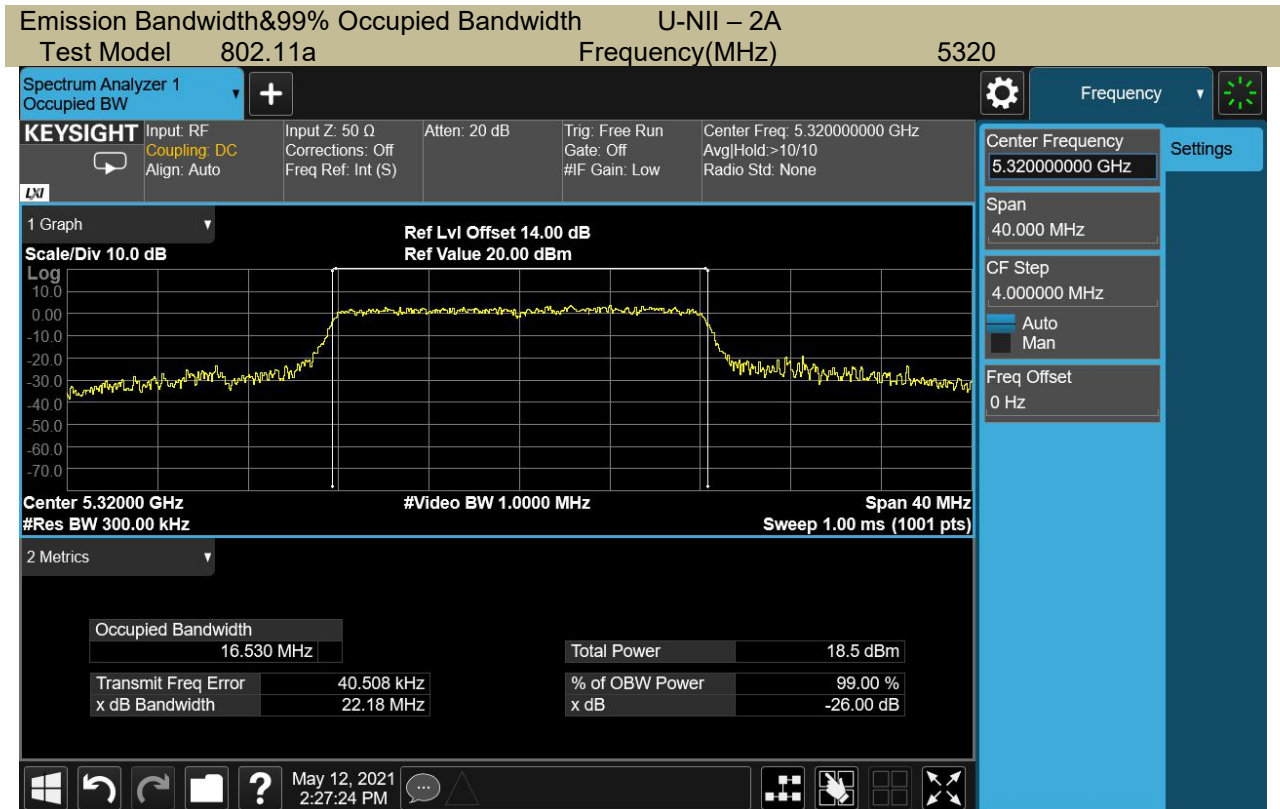 Emission Bandwidth&99% Occupied Bandwidth U-NII – 2A
Test Model 802.11a Frequency(MHz) 5320
Spectrum Analyzer 1
Occupied BW
Frequency
KEYSIGHT
LXI
Input: RF
Coupling: DC
Align: Auto
Input Z: 50 Ω
Corrections: Off
Freq Ref: Int (S)
Atten: 20 dB
Trig: Free Run
Gate: Off
#IF Gain: Low
Center Freq: 5.320000000 GHz
Avg|Hold:>10/10
Radio Std: None
1 Graph
Scale/Div 10.0 dB
Ref Lvl Offset 14.00 dB
Ref Value 20.00 dBm
Log
10.0
0.00
-10.0
-20.0
-30.0
-40.0
-50.0
-60.0
-70.0
Center 5.32000 GHz
#Res BW 300.00 kHz
#Video BW 1.0000 MHz
Span 40 MHz
Sweep 1.00 ms (1001 pts)
2 Metrics
Occupied Bandwidth
16.530 MHz
Transmit Freq Error 40.508 kHz
x dB Bandwidth 22.18 MHz
Total Power 18.5 dBm
% of OBW Power 99.00 %
x dB -26.00 dB
Center Frequency
5.320000000 GHz
Settings
Span
40.000 MHz
CF Step
4.000000 MHz
Auto
Man
Freq Offset
0 Hz
?
May 12, 2021
2:27:24 PM